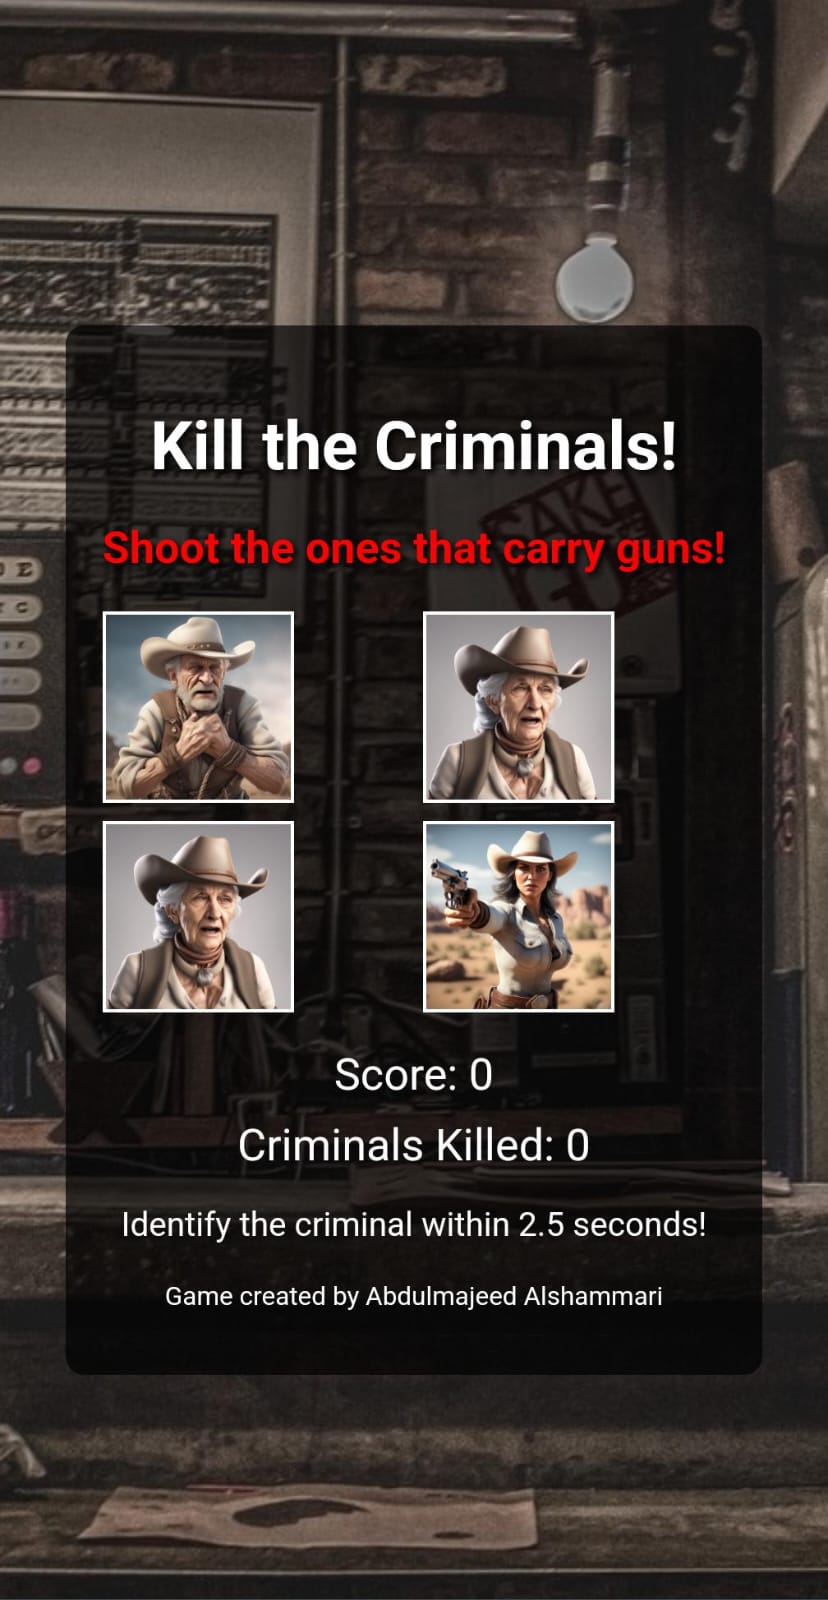 Kill the Criminals!
Shoot the ones that carry guns!
Score: 0
Criminals Killed: 0
Identify the criminal within 2.5 seconds!
Game created by Abdulmajeed Alshammari